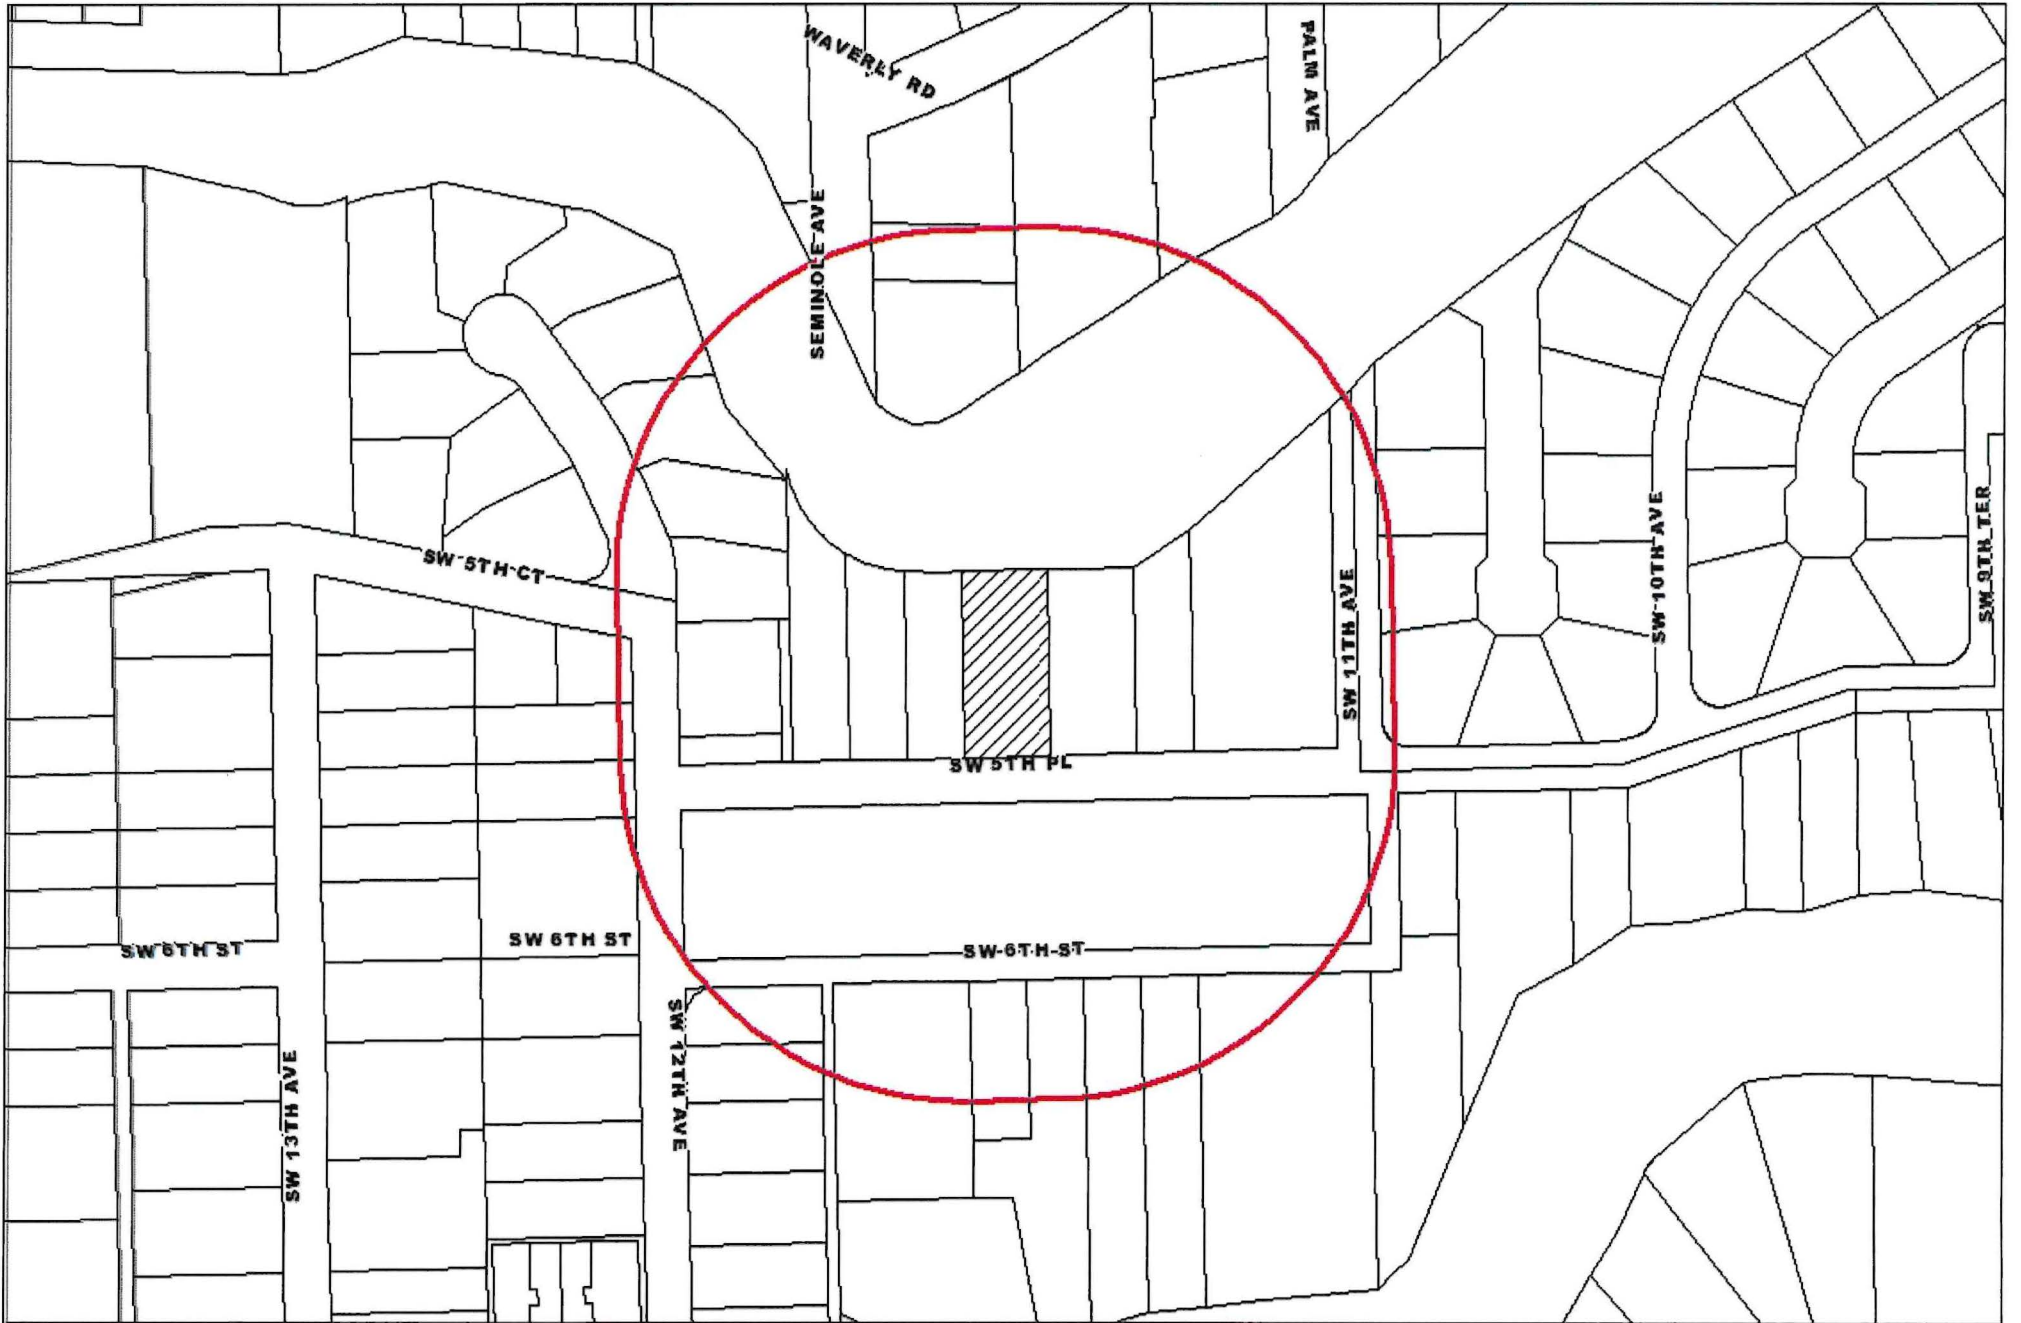 WAVERLY RD
PALM AVE
SEMINOLE AVE
SW 5TH CT
SW 11TH AVE
SW 10TH AVE
SW 9TH TER
SW 5TH PL
SW 6TH ST
SW 6TH ST
SW 6TH ST
SW 12TH AVE
SW 13TH AVE